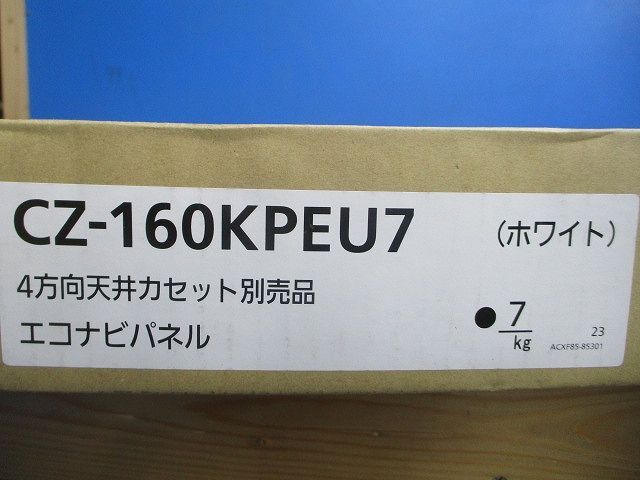 CZ-160KPEU7 (ホワイト)
4方向天井カセット別売品
エコナビパネル
●7/kg
23
ACXF85-85301